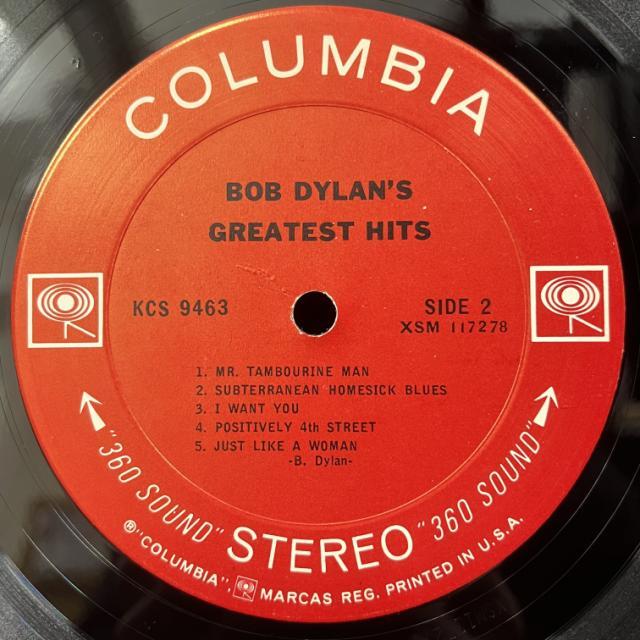 COLUMBIA
BOB DYLAN'S
GREATEST HITS
KCS 9463
SIDE 2
XSM 117278
1. MR. TAMBOURINE MAN
2. SUBTERRANEAN HOMESICK BLUES
3. I WANT YOU
4. POSITIVELY 4th STREET
5. JUST LIKE A WOMAN
-B. Dylan-
"360 SOUND" STEREO "360 SOUND"
®"COLUMBIA", MARCAS REG. PRINTED IN U.S.A.